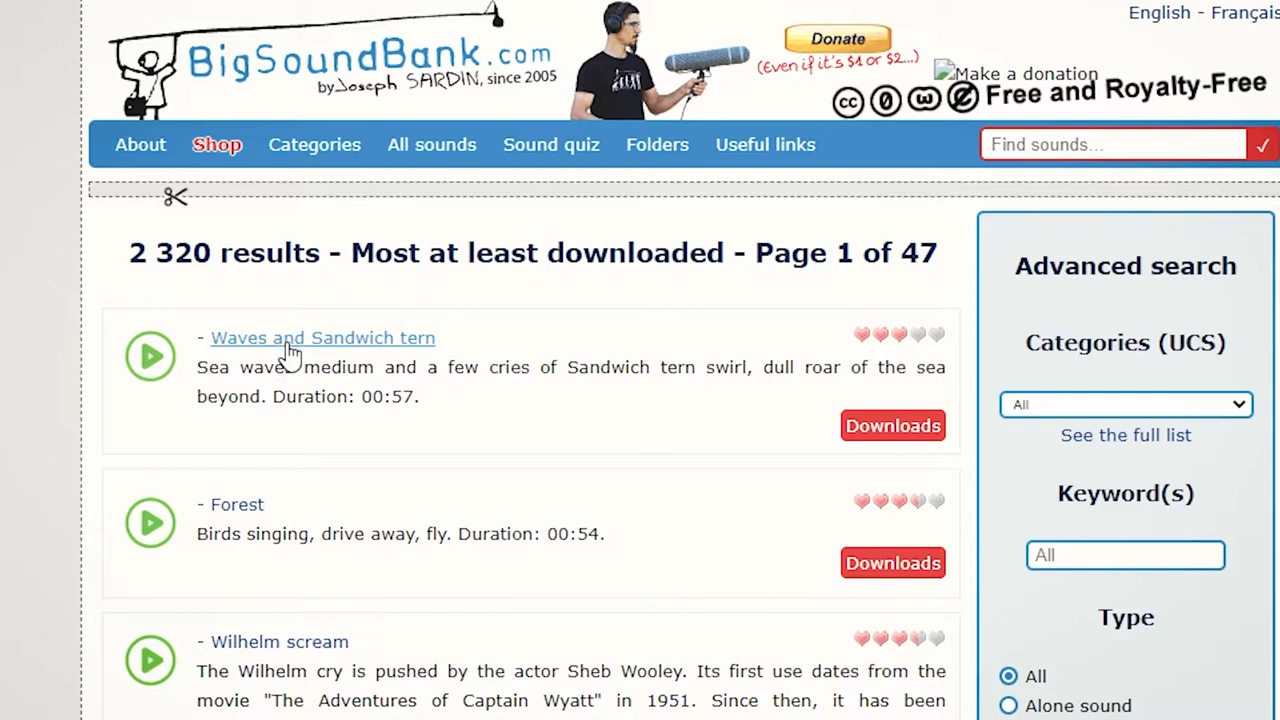 English - Français
BigSoundBank.com
by Joseph SARDIN, since 2005
Donate
(Even if it's $1 or $2...)
Make a donation
cc 0 Free and Royalty-Free
About Shop Categories All sounds Sound quiz Folders Useful links Find sounds... ✓
2 320 results - Most at least downloaded - Page 1 of 47
- Waves and Sandwich tern
Sea waves medium and a few cries of Sandwich tern swirl, dull roar of the sea
beyond. Duration: 00:57.
Downloads
- Forest
Birds singing, drive away, fly. Duration: 00:54.
Downloads
- Wilhelm scream
The Wilhelm cry is pushed by the actor Sheb Wooley. Its first use dates from the
movie "The Adventures of Captain Wyatt" in 1951. Since then, it has been
Advanced search
Categories (UCS)
All
See the full list
Keyword(s)
All
Type
All
Alone sound